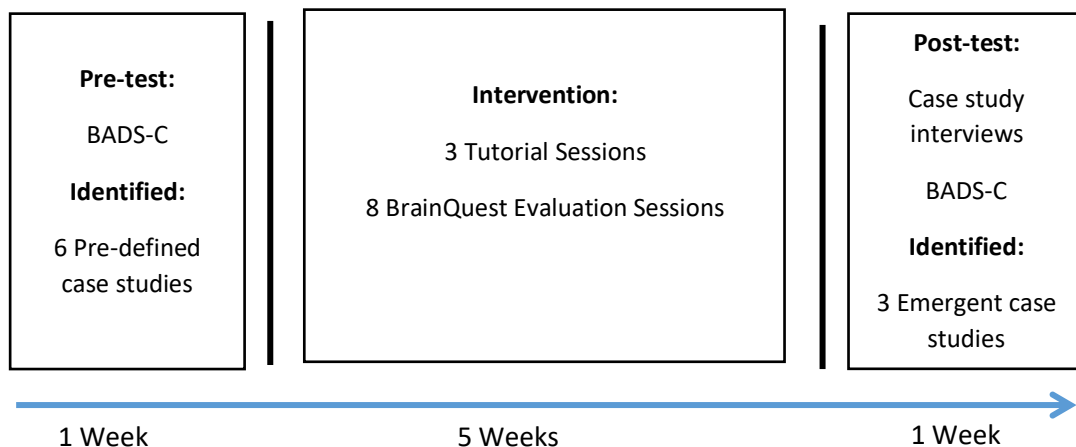 Pre-test:
BADS-C
Identified:
6 Pre-defined
case studies
Intervention:
3 Tutorial Sessions
8 BrainQuest Evaluation Sessions
Post-test:
Case study
interviews
BADS-C
Identified:
3 Emergent case
studies
1 Week
5 Weeks
1 Week